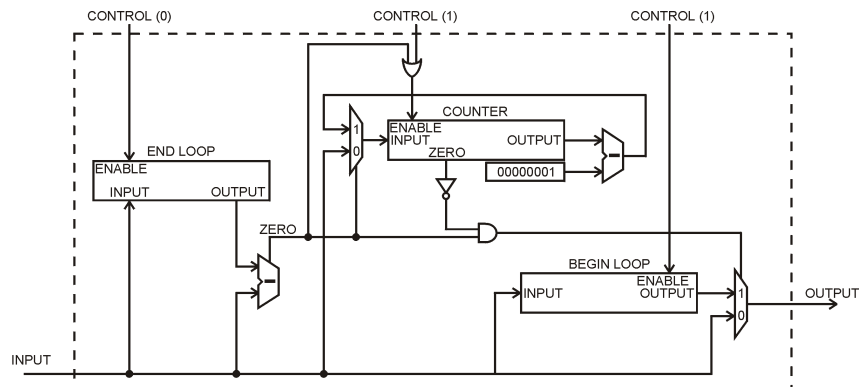 CONTROL (0)
CONTROL (1)
CONTROL (1)
COUNTER
ENABLE
INPUT
OUTPUT
ZERO
1
0
00000001
END LOOP
ENABLE
INPUT
OUTPUT
ZERO
BEGIN LOOP
ENABLE
INPUT
OUTPUT
1
0
OUTPUT
INPUT